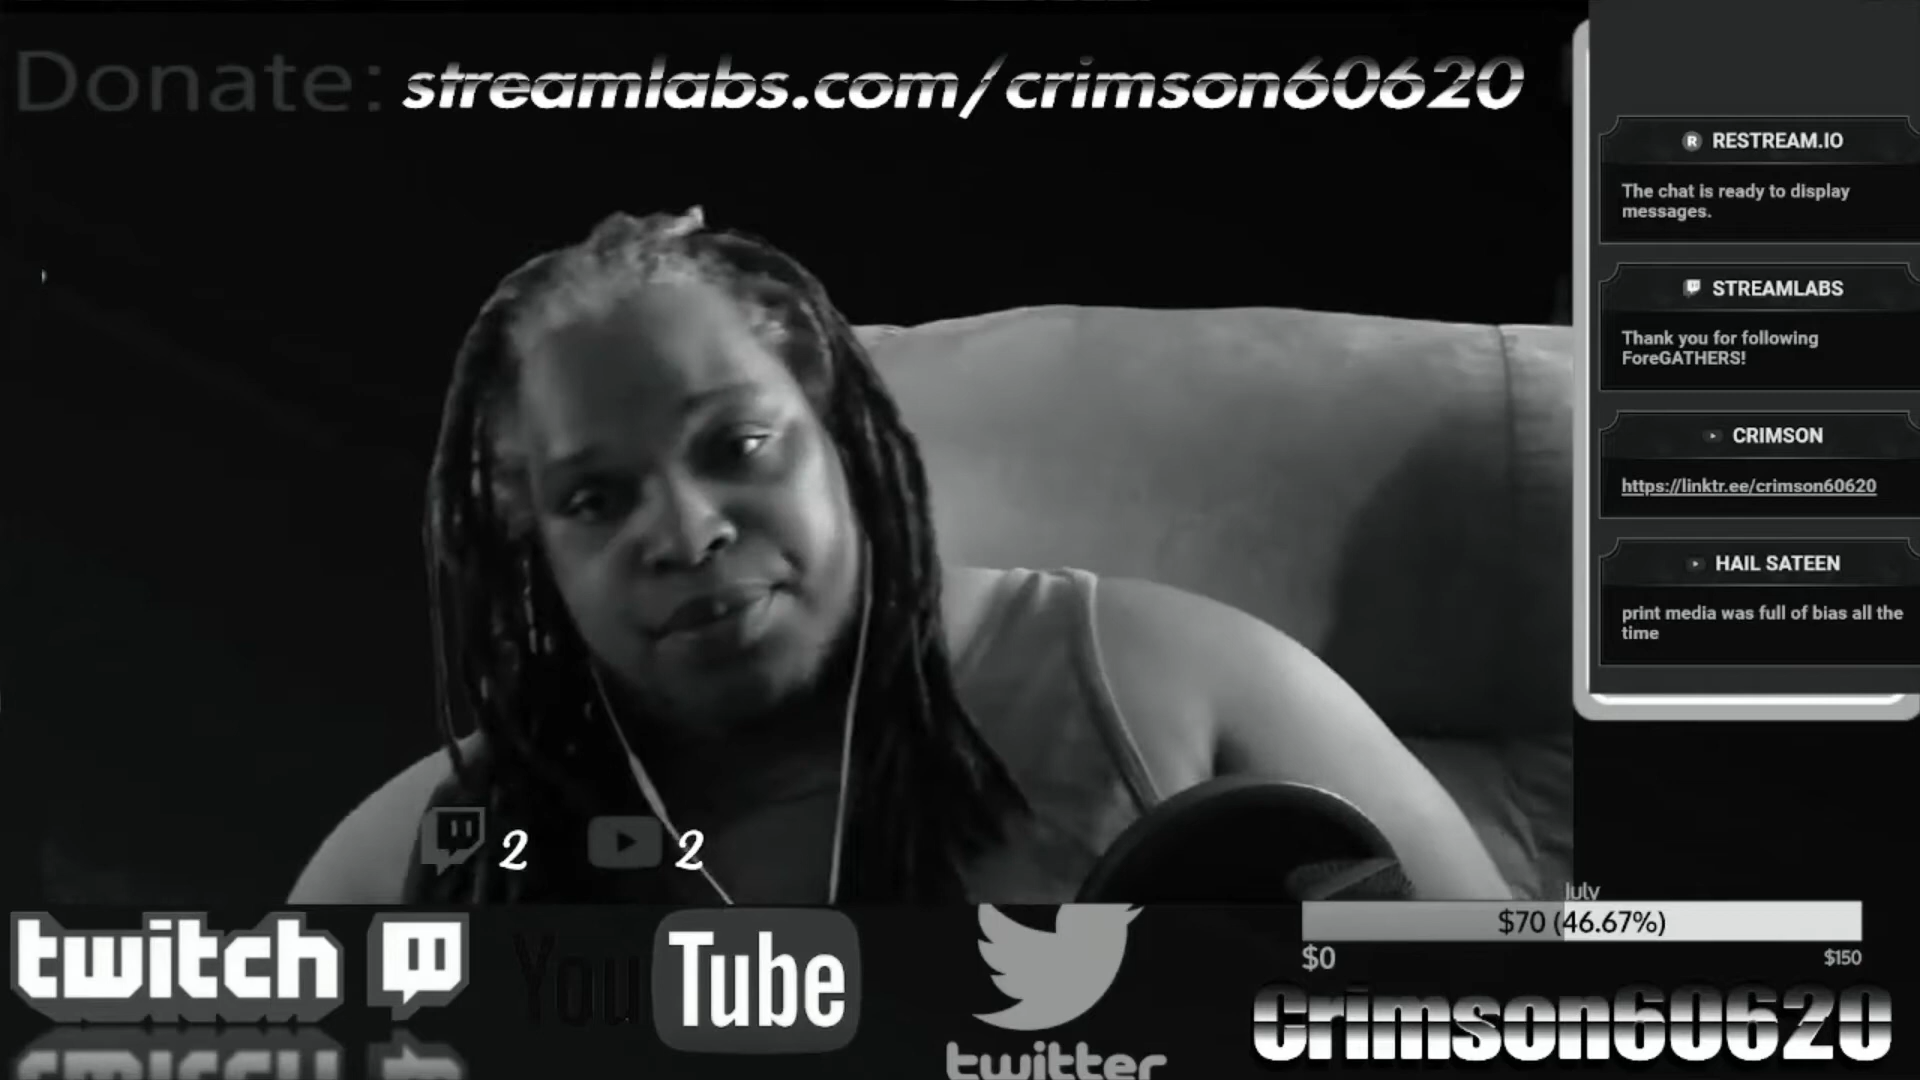 Donate: streamlabs.com/crimson60620
RESTREAM.IO
The chat is ready to display
messages.
STREAMLABS
Thank you for following
ForeGATHERS!
CRIMSON
https://linktr.ee/crimson60620
HAIL SATEEN
print media was full of bias all the
time
2
2
July
$70 (46.67%)
$0
$150
twitch
YouTube
twitter
Crimson60620